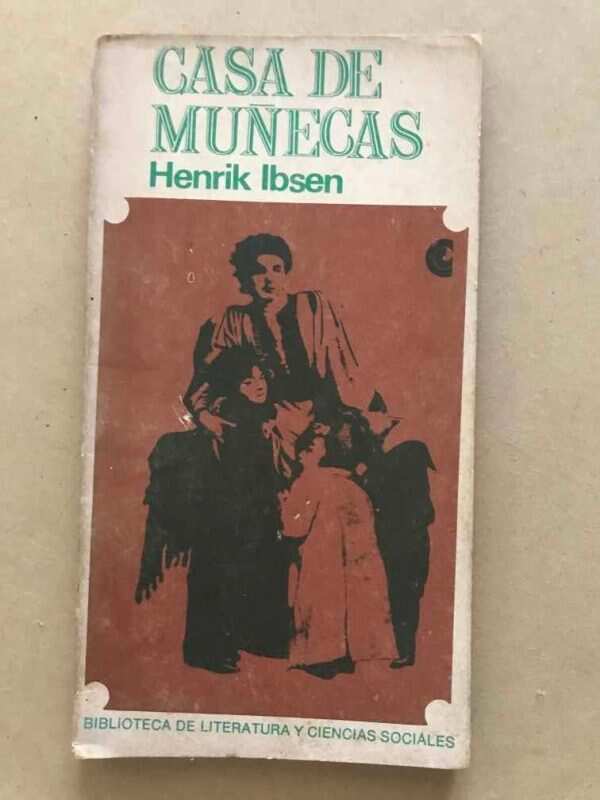 CASA DE
MUÑECAS
Henrik Ibsen
BIBLIOTECA DE LITERATURA Y CIENCIAS SOCIALES